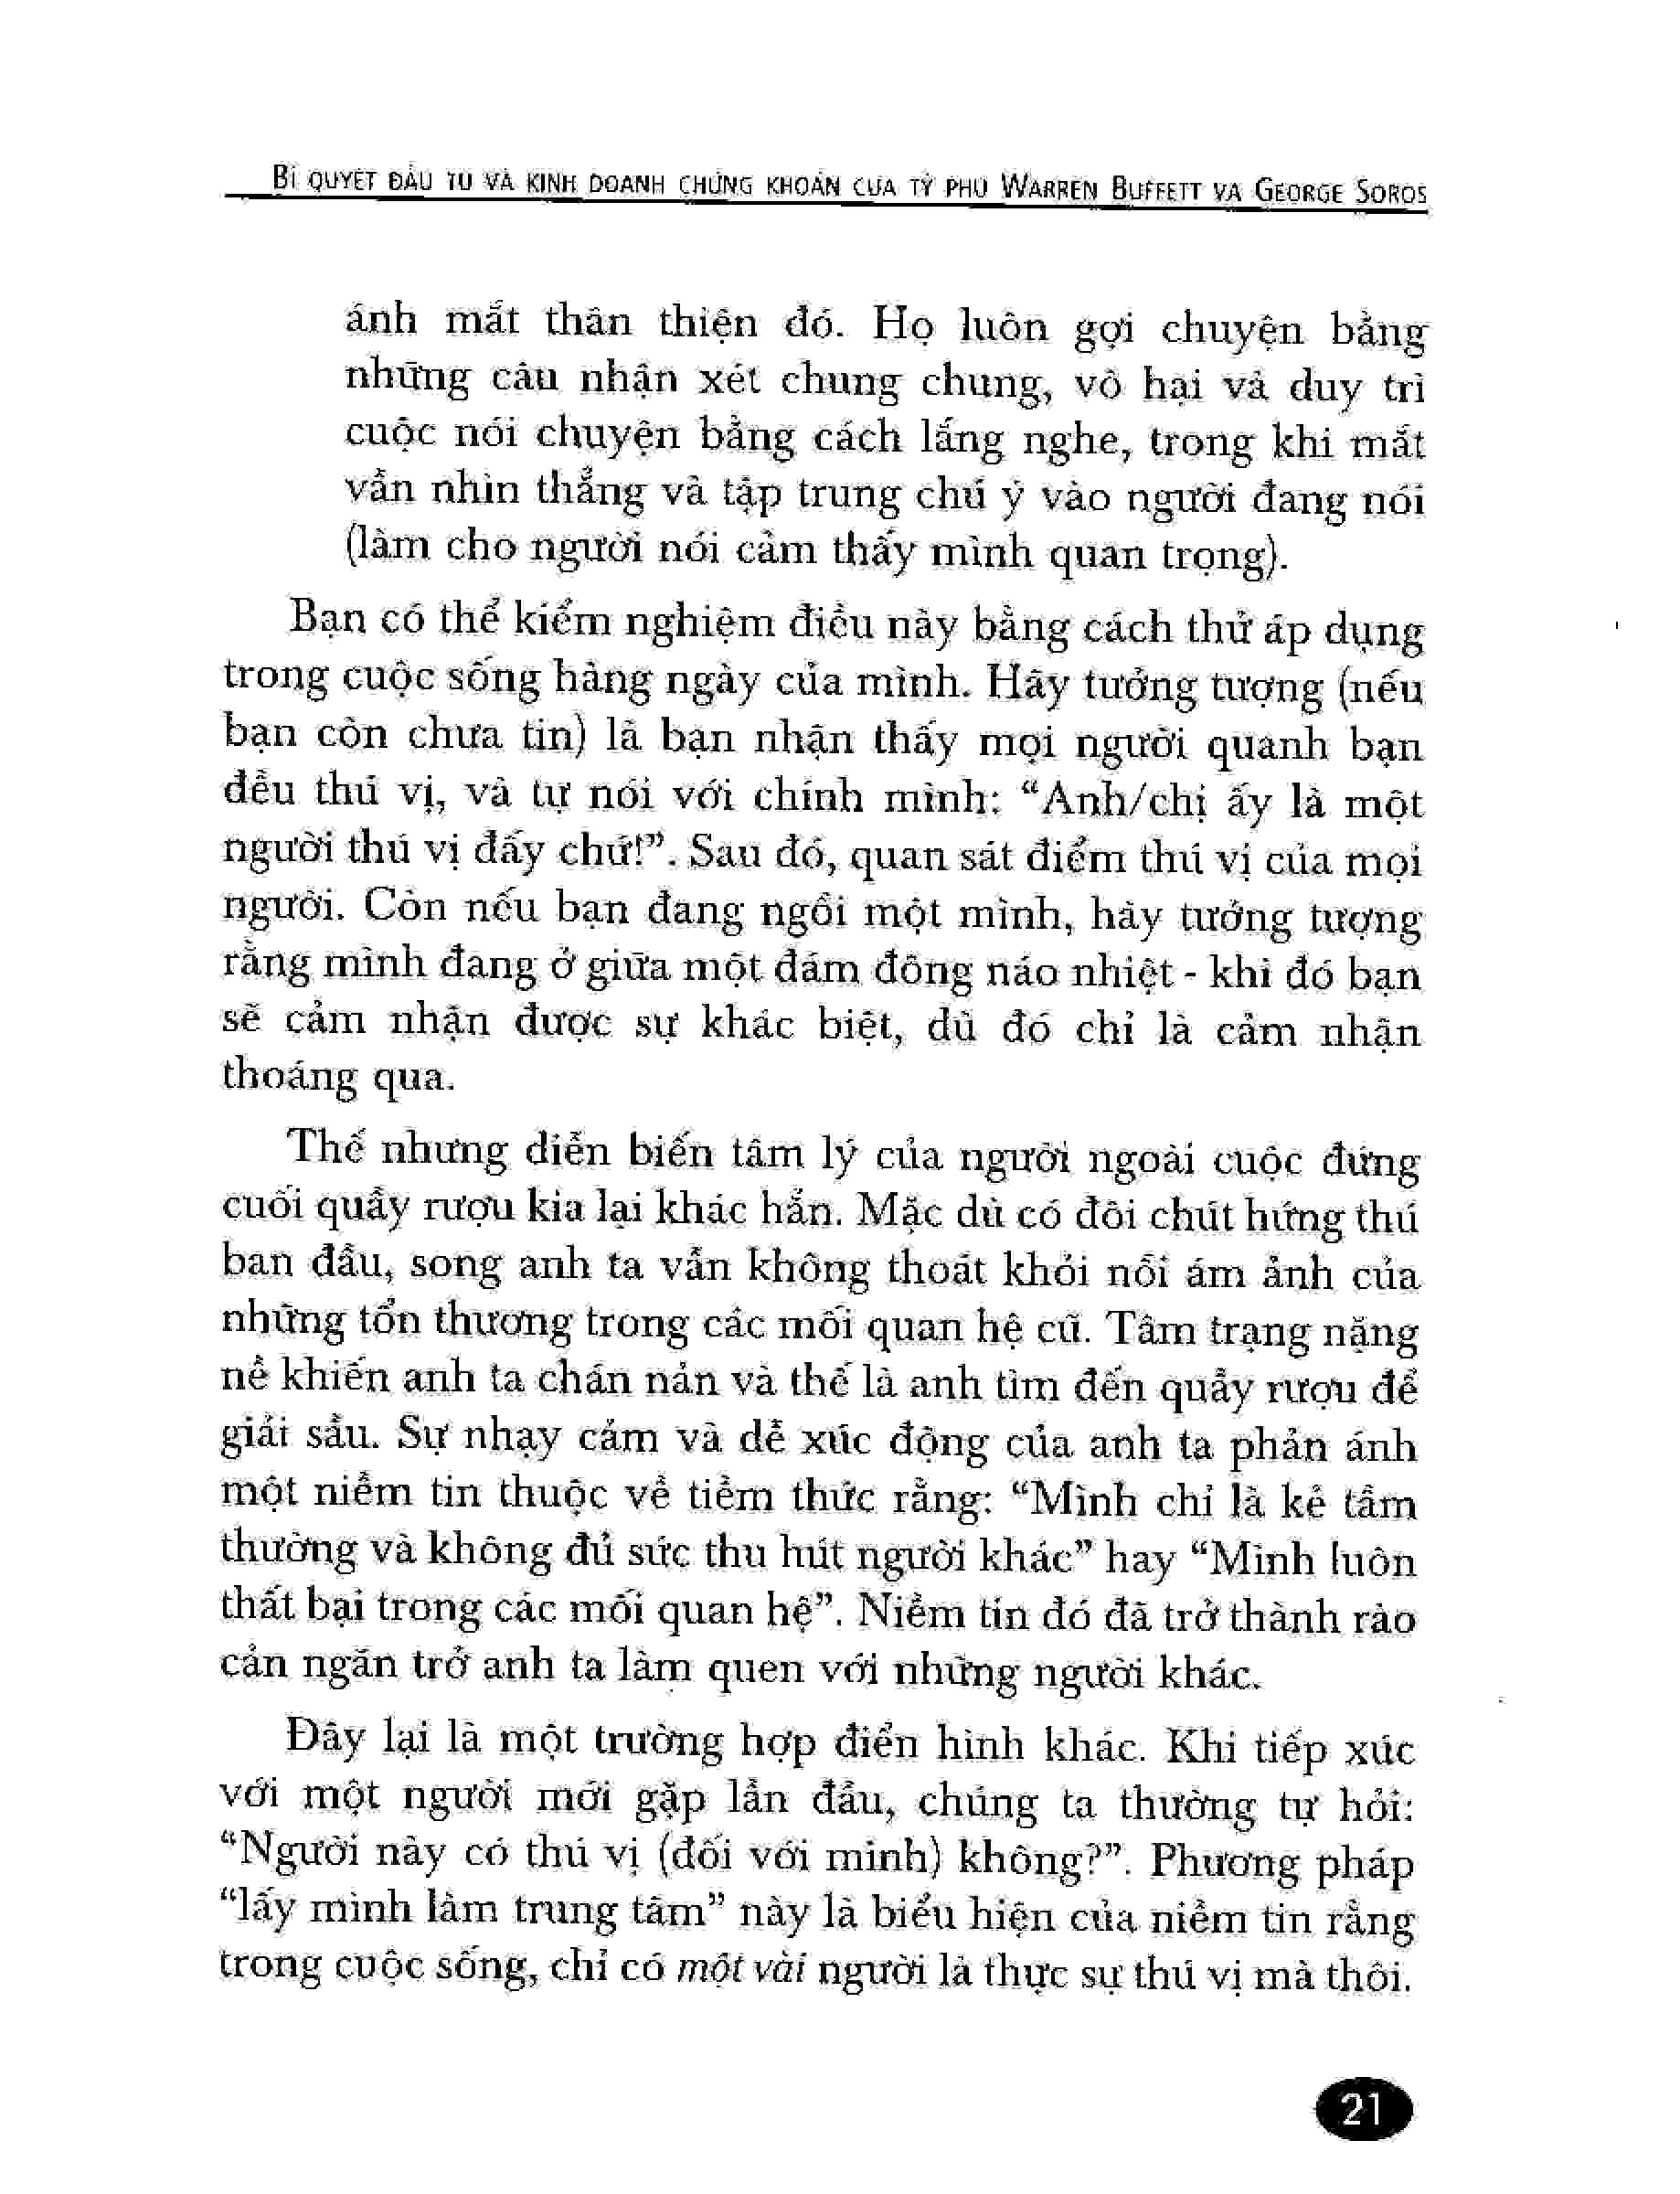 BÍ QUYẾT ĐẦU TƯ VÀ KINH DOANH CHỨNG KHOÁN CỦA TỶ PHÚ WARREN BUFFETT VÀ GEORGE SOROS
ánh mắt thân thiện đó. Họ luôn gợi chuyện bằng
những câu nhận xét chung chung, vô hại và duy trì
cuộc nói chuyện bằng cách lắng nghe, trong khi mắt
vẫn nhìn thẳng và tập trung chú ý vào người đang nói
(làm cho người nói cảm thấy mình quan trọng).
Bạn có thể kiểm nghiệm điều này bằng cách thử áp dụng
trong cuộc sống hàng ngày của mình. Hãy tưởng tượng (nếu
bạn còn chưa tin) là bạn nhận thấy mọi người quanh bạn
đều thú vị, và tự nói với chính mình: “Anh/chị ấy là một
người thú vị đấy chứ!”. Sau đó, quan sát điểm thú vị của mọi
người. Còn nếu bạn đang ngồi một mình, hãy tưởng tượng
rằng mình đang ở giữa một đám đông náo nhiệt - khi đó bạn
sẽ cảm nhận được sự khác biệt, dù đó chỉ là cảm nhận
thoáng qua.
Thế nhưng diễn biến tâm lý của người ngoài cuộc đứng
cuối quầy rượu kia lại khác hẳn. Mặc dù có đôi chút hứng thú
ban đầu, song anh ta vẫn không thoát khỏi nỗi ám ảnh của
những tổn thương trong các mối quan hệ cũ. Tâm trạng nặng
nề khiến anh ta chán nản và thế là anh tìm đến quầy rượu để
giải sầu. Sự nhạy cảm và dễ xúc động của anh ta phản ánh
một niềm tin thuộc về tiềm thức rằng: “Mình chỉ là kẻ tầm
thường và không đủ sức thu hút người khác” hay “Mình luôn
thất bại trong các mối quan hệ”. Niềm tin đó đã trở thành rào
cản ngăn trở anh ta làm quen với những người khác.
Đây lại là một trường hợp điển hình khác. Khi tiếp xúc
với một người mới gặp lần đầu, chúng ta thường tự hỏi:
“Người này có thú vị (đối với mình) không?”. Phương pháp
“lấy mình làm trung tâm” này là biểu hiện của niềm tin rằng
trong cuộc sống, chỉ có một vài người là thực sự thú vị mà thôi.
21